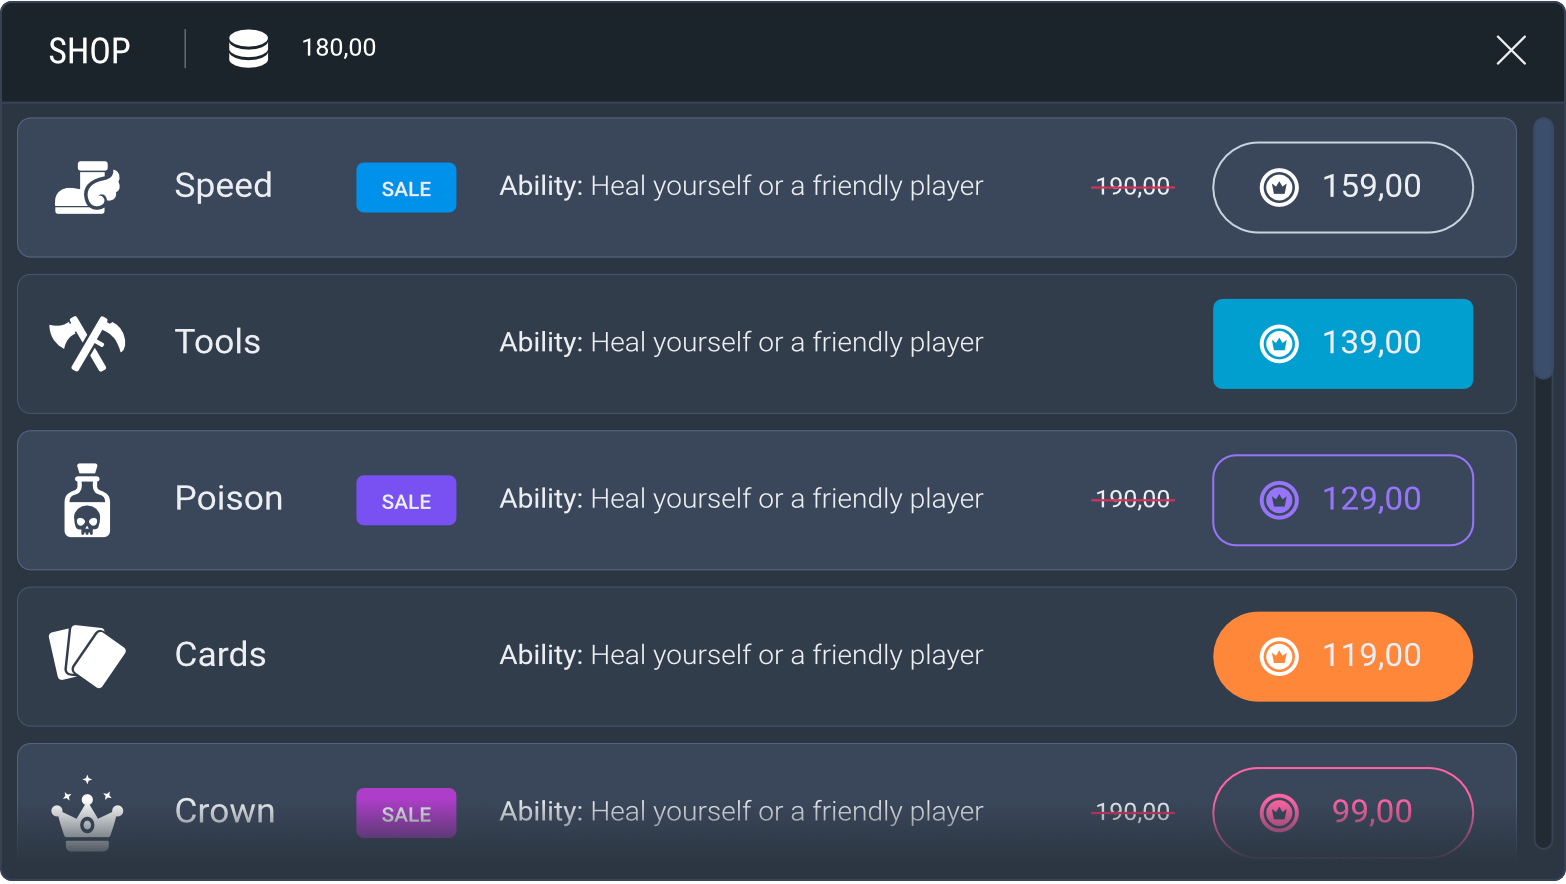 SHOP 180,00
Speed SALE Ability: Heal yourself or a friendly player 190,00 159,00
Tools Ability: Heal yourself or a friendly player 139,00
Poison SALE Ability: Heal yourself or a friendly player 190,00 129,00
Cards Ability: Heal yourself or a friendly player 119,00
Crown SALE Ability: Heal yourself or a friendly player 190,00 99,00